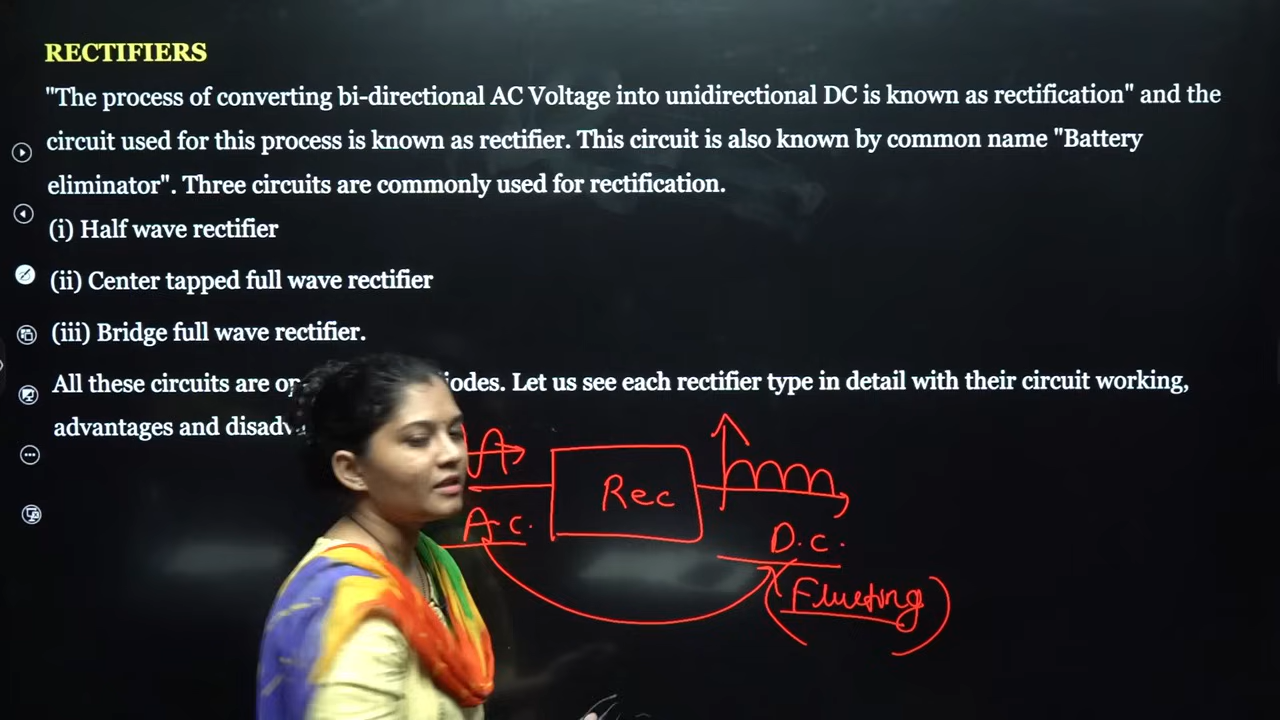 RECTIFIERS
"The process of converting bi-directional AC Voltage into unidirectional DC is known as rectification" and the
circuit used for this process is known as rectifier. This circuit is also known by common name "Battery
eliminator". Three circuits are commonly used for rectification.
(i) Half wave rectifier
(ii) Center tapped full wave rectifier
(iii) Bridge full wave rectifier.
All these circuits are Let us see each rectifier type in detail with their circuit working,
advantages and
Rec
A.c.
D.c.